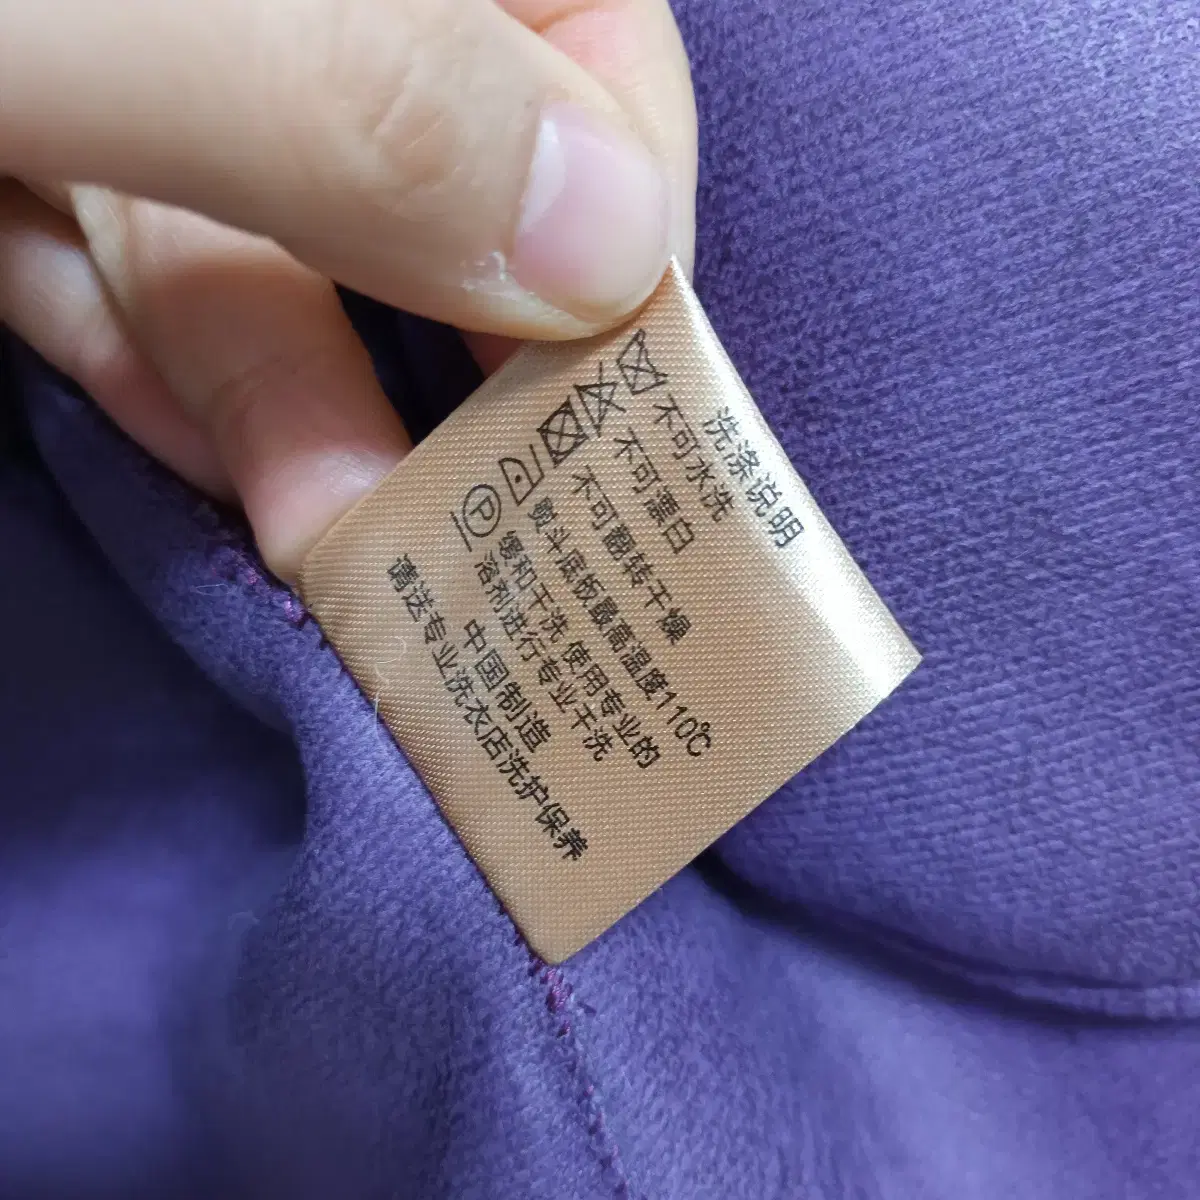 洗涤说明
不可水洗
不可漂白
不可翻转干燥
熨斗底板最高温度110℃
缓和干洗 使用专业的
溶剂进行专业干洗
中国制造
请送专业洗衣店洗护保养